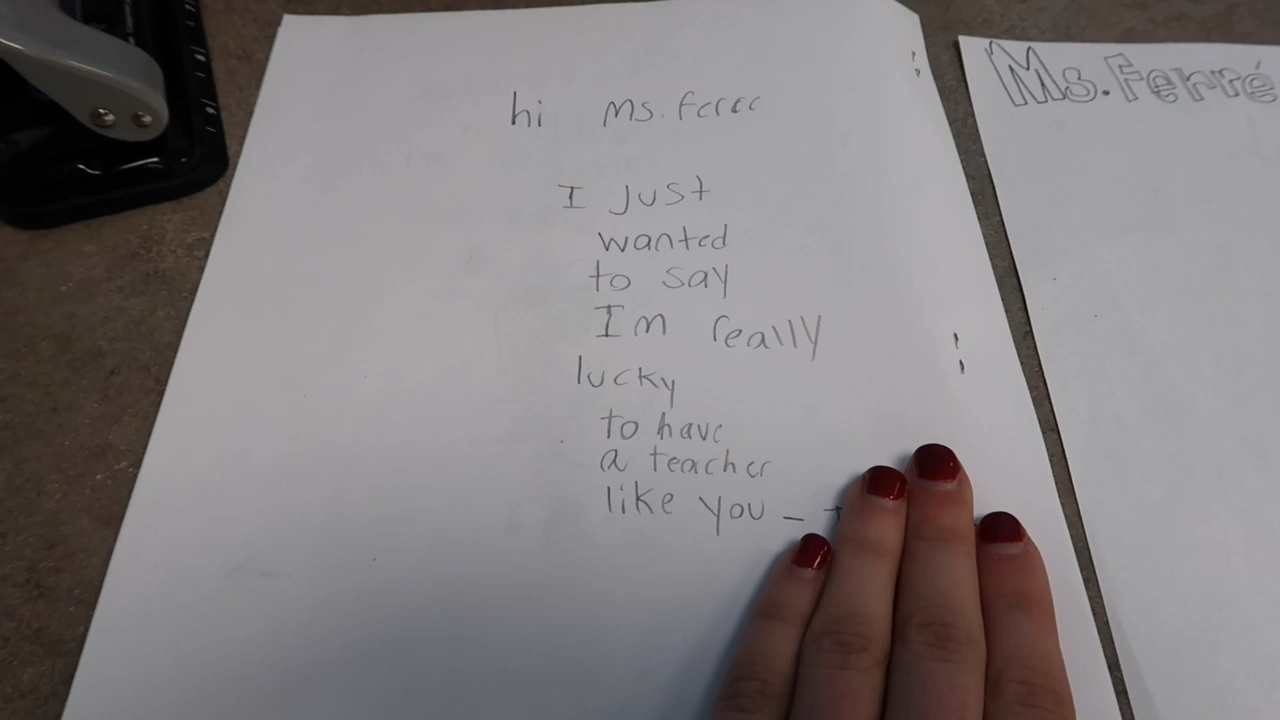 hi Ms. Ferre
I Just
wanted
to say
Im really
lucky
to have
a teacher
like you -
Ms. Ferré